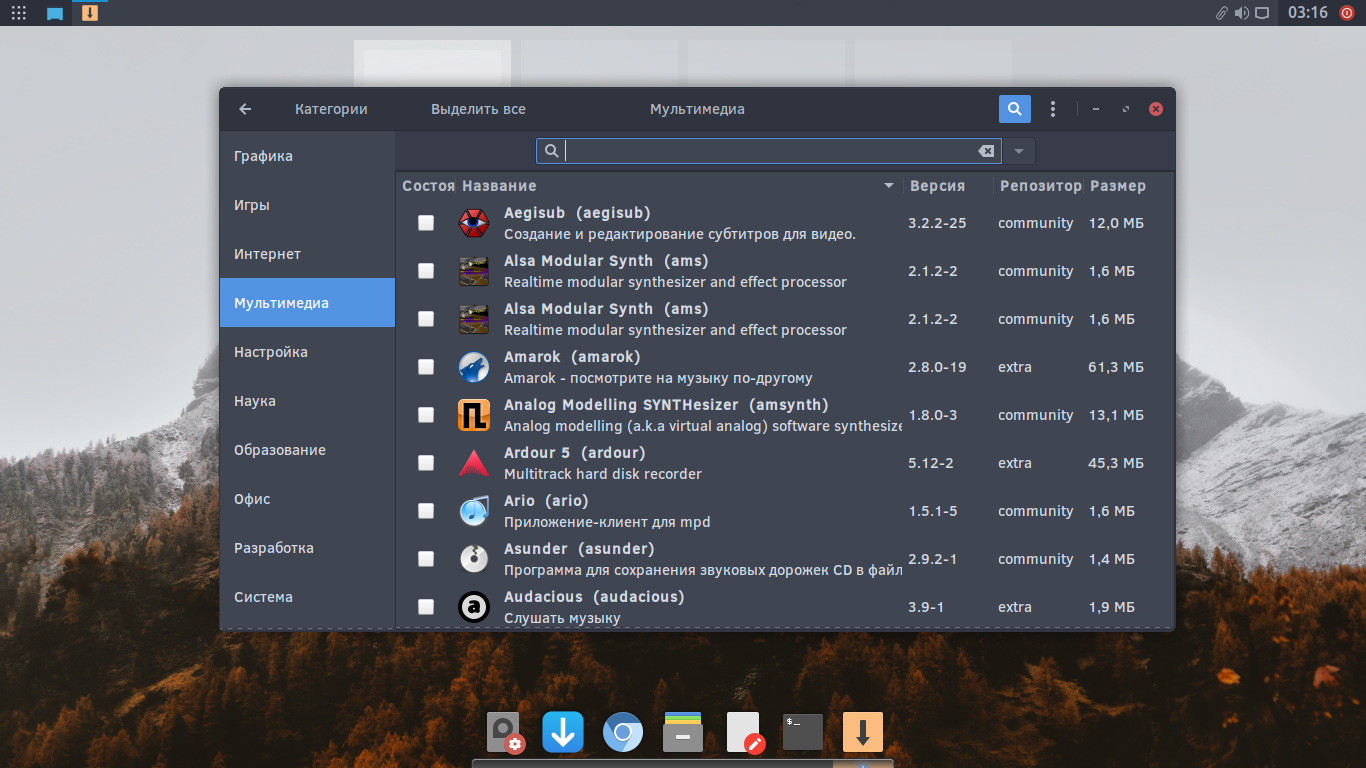 03:16
Категории Выделить все Мультимедиа
Графика
Игры
Интернет
Мультимедиа
Настройка
Наука
Образование
Офис
Разработка
Система
Состоя Название Версия Репозитор Размер
Aegisub (aegisub)
Создание и редактирование субтитров для видео.
3.2.2-25 community 12,0 МБ
Alsa Modular Synth (ams)
Realtime modular synthesizer and effect processor
2.1.2-2 community 1,6 МБ
Alsa Modular Synth (ams)
Realtime modular synthesizer and effect processor
2.1.2-2 community 1,6 МБ
Amarok (amarok)
Amarok - посмотрите на музыку по-другому
2.8.0-19 extra 61,3 МБ
Analog Modelling SYNTHesizer (amsynth)
Analog modelling (a.k.a virtual analog) software synthesize
1.8.0-3 community 13,1 МБ
Ardour 5 (ardour)
Multitrack hard disk recorder
5.12-2 extra 45,3 МБ
Ario (ario)
Приложение-клиент для mpd
1.5.1-5 community 1,6 МБ
Asunder (asunder)
Программа для сохранения звуковых дорожек CD в файл
2.9.2-1 community 1,4 МБ
a
Audacious (audacious)
Слушать музыку
3.9-1 extra 1,9 МБ
$_